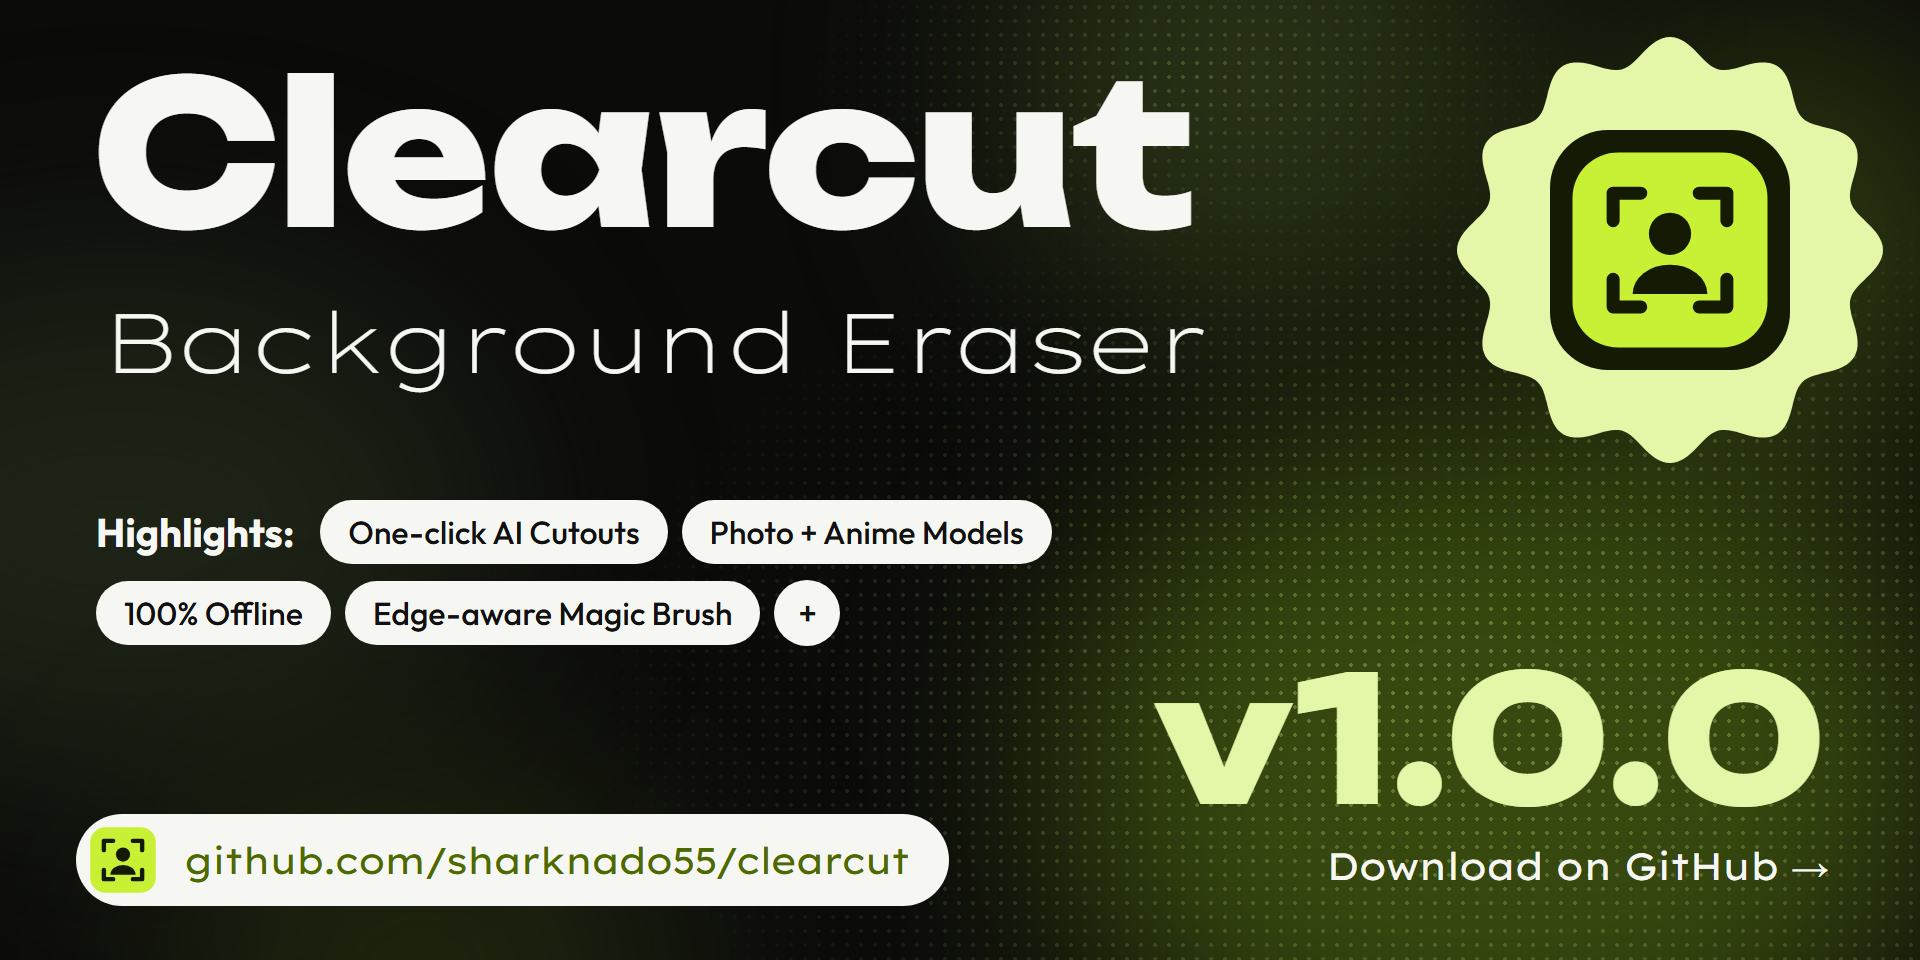 Clearcut
Background Eraser
Highlights: One-click AI Cutouts Photo + Anime Models
100% Offline Edge-aware Magic Brush +
v1.0.0
github.com/sharknado55/clearcut
Download on GitHub →